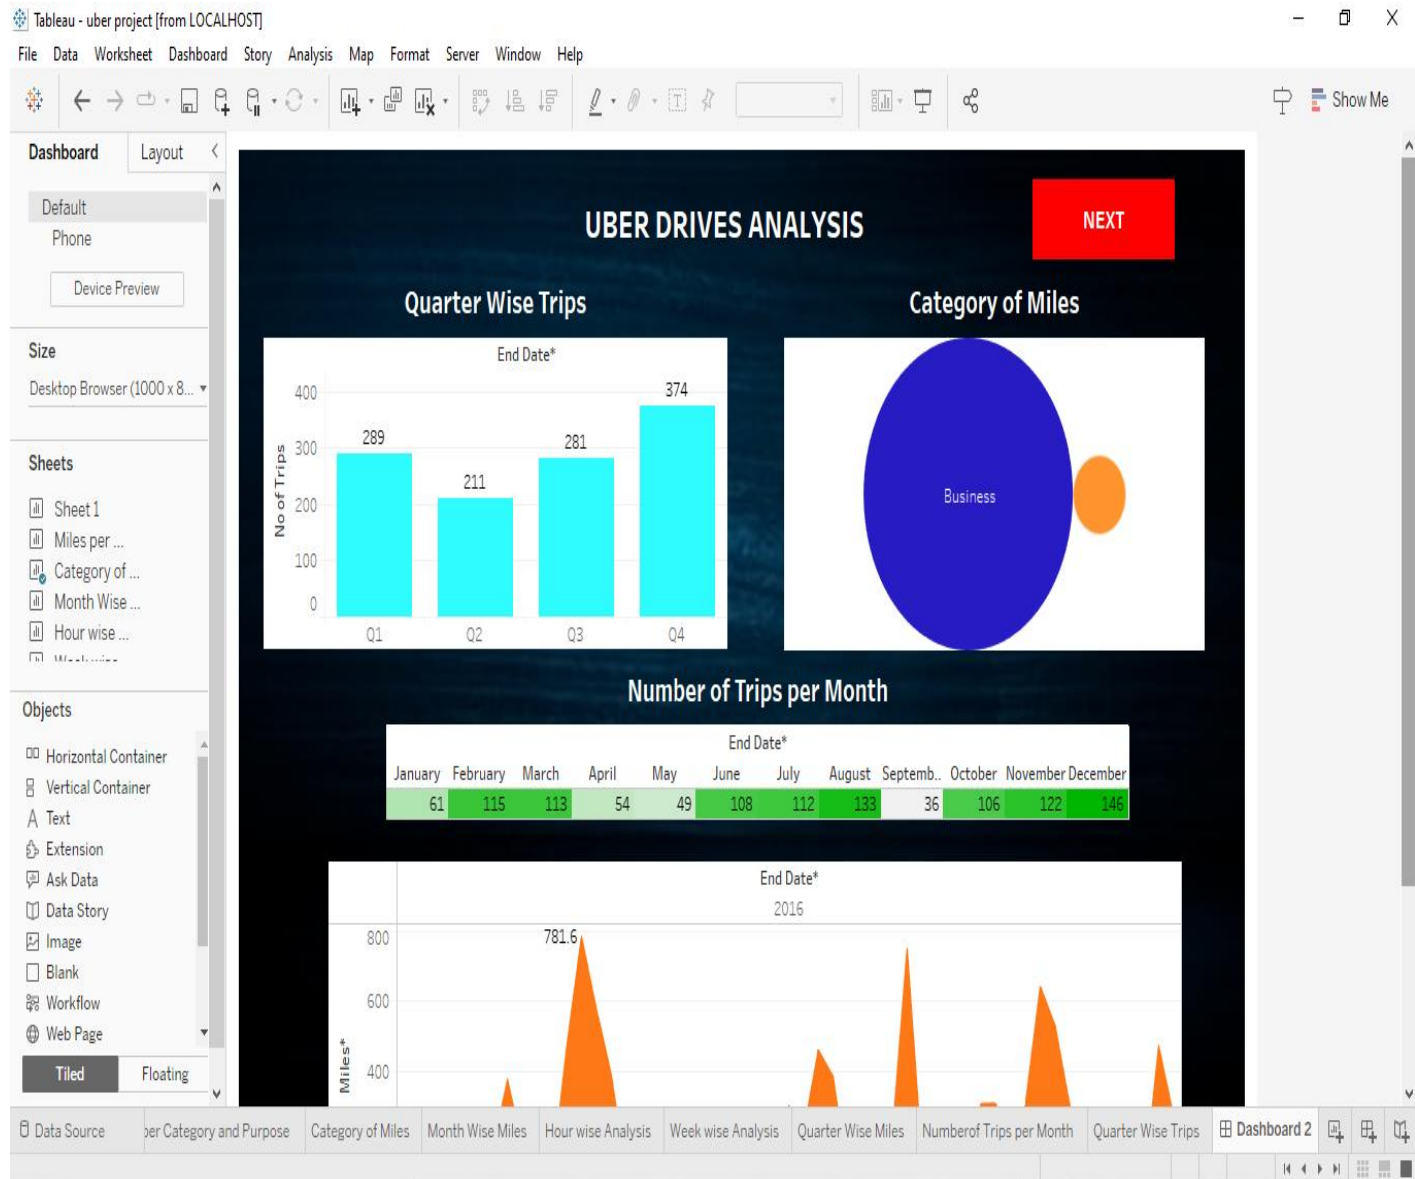 Tableau - uber project [from LOCALHOST]
File Data Worksheet Dashboard Story Analysis Map Format Server Window Help
Show Me
Dashboard Layout
Default
Phone
Device Preview
Size
Desktop Browser (1000 x 8...
Sheets
Sheet 1
Miles per ...
Category of ...
Month Wise ...
Hour wise ...
Objects
Horizontal Container
Vertical Container
Text
Extension
Ask Data
Data Story
Image
Blank
Workflow
Web Page
Tiled Floating
UBER DRIVES ANALYSIS
NEXT
Quarter Wise Trips
End Date*
No of Trips
400
300
200
100
0
289
211
281
374
Q1 Q2 Q3 Q4
Category of Miles
Business
Number of Trips per Month
End Date*
January February March April May June July August Septemb.. October November December
61 115 113 54 49 108 112 133 36 106 122 146
End Date*
2016
Miles*
800
600
400
781.6
Data Source per Category and Purpose Category of Miles Month Wise Miles Hour wise Analysis Week wise Analysis Quarter Wise Miles Numberof Trips per Month Quarter Wise Trips Dashboard 2